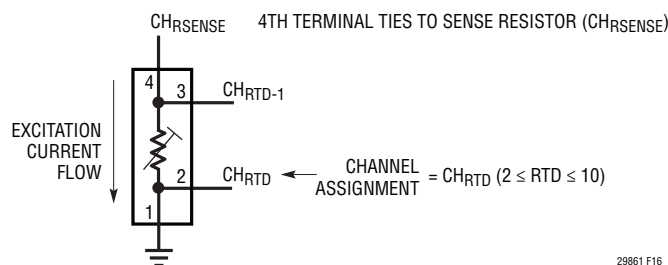 CHRSENSE 4TH TERMINAL TIES TO SENSE RESISTOR (CHRSENSE)
4
3 CHRTD-1
EXCITATION
CURRENT
FLOW
2 CHRTD
CHANNEL
ASSIGNMENT = CHRTD (2 ≤ RTD ≤ 10)
1
29861 F16